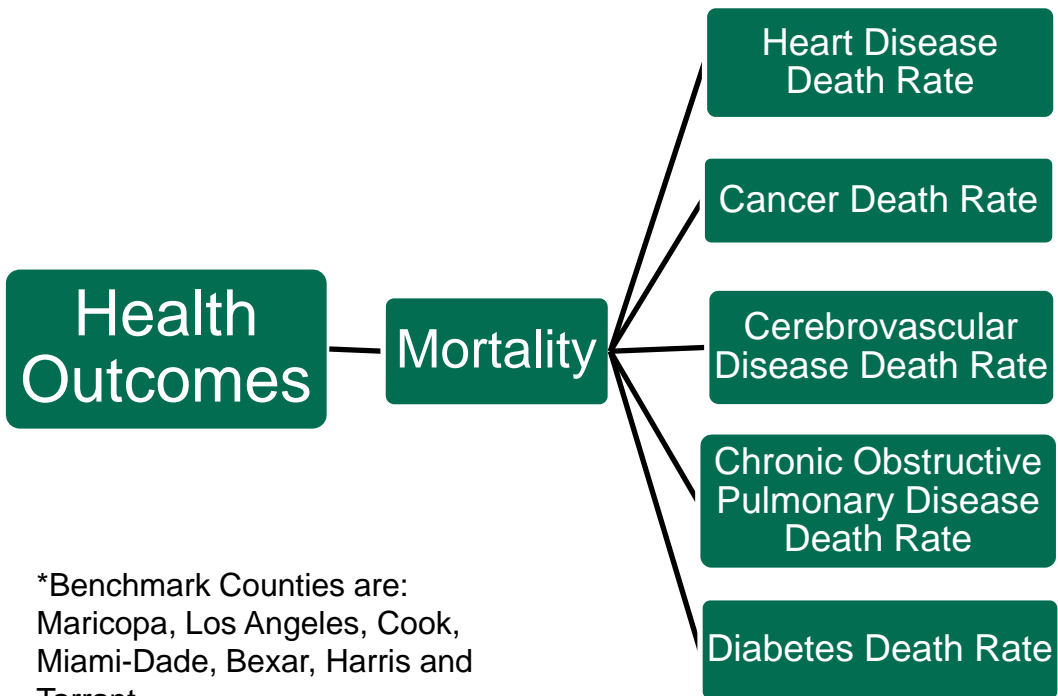 Health
Outcomes
Mortality
Heart Disease
Death Rate
Cancer Death Rate
Cerebrovascular
Disease Death Rate
Chronic Obstructive
Pulmonary Disease
Death Rate
Diabetes Death Rate
*Benchmark Counties are:
Maricopa, Los Angeles, Cook,
Miami-Dade, Bexar, Harris and